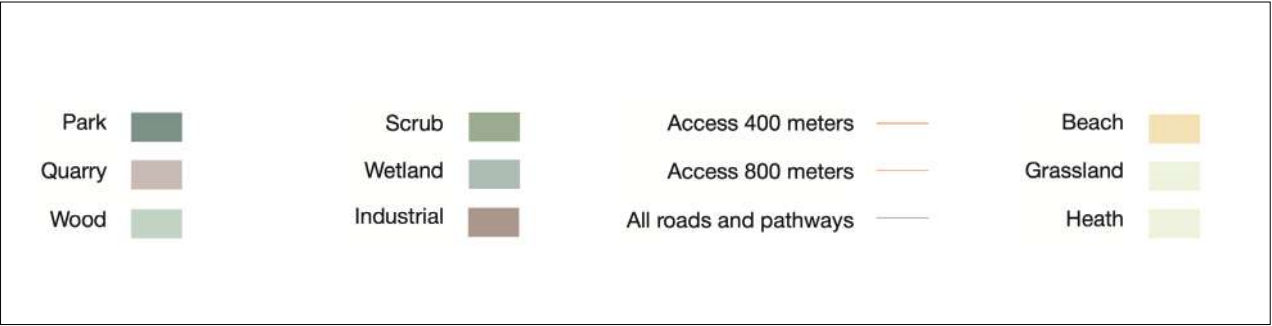 Park
Quarry
Wood
Scrub
Wetland
Industrial
Access 400 meters
Access 800 meters
All roads and pathways
Beach
Grassland
Heath